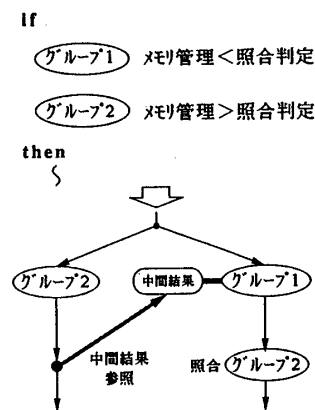 if
グループ1 メモリ管理<照合判定
グループ2 メモリ管理>照合判定
then
グループ2 中間結果 グループ1
中間結果
参照
照合 グループ2